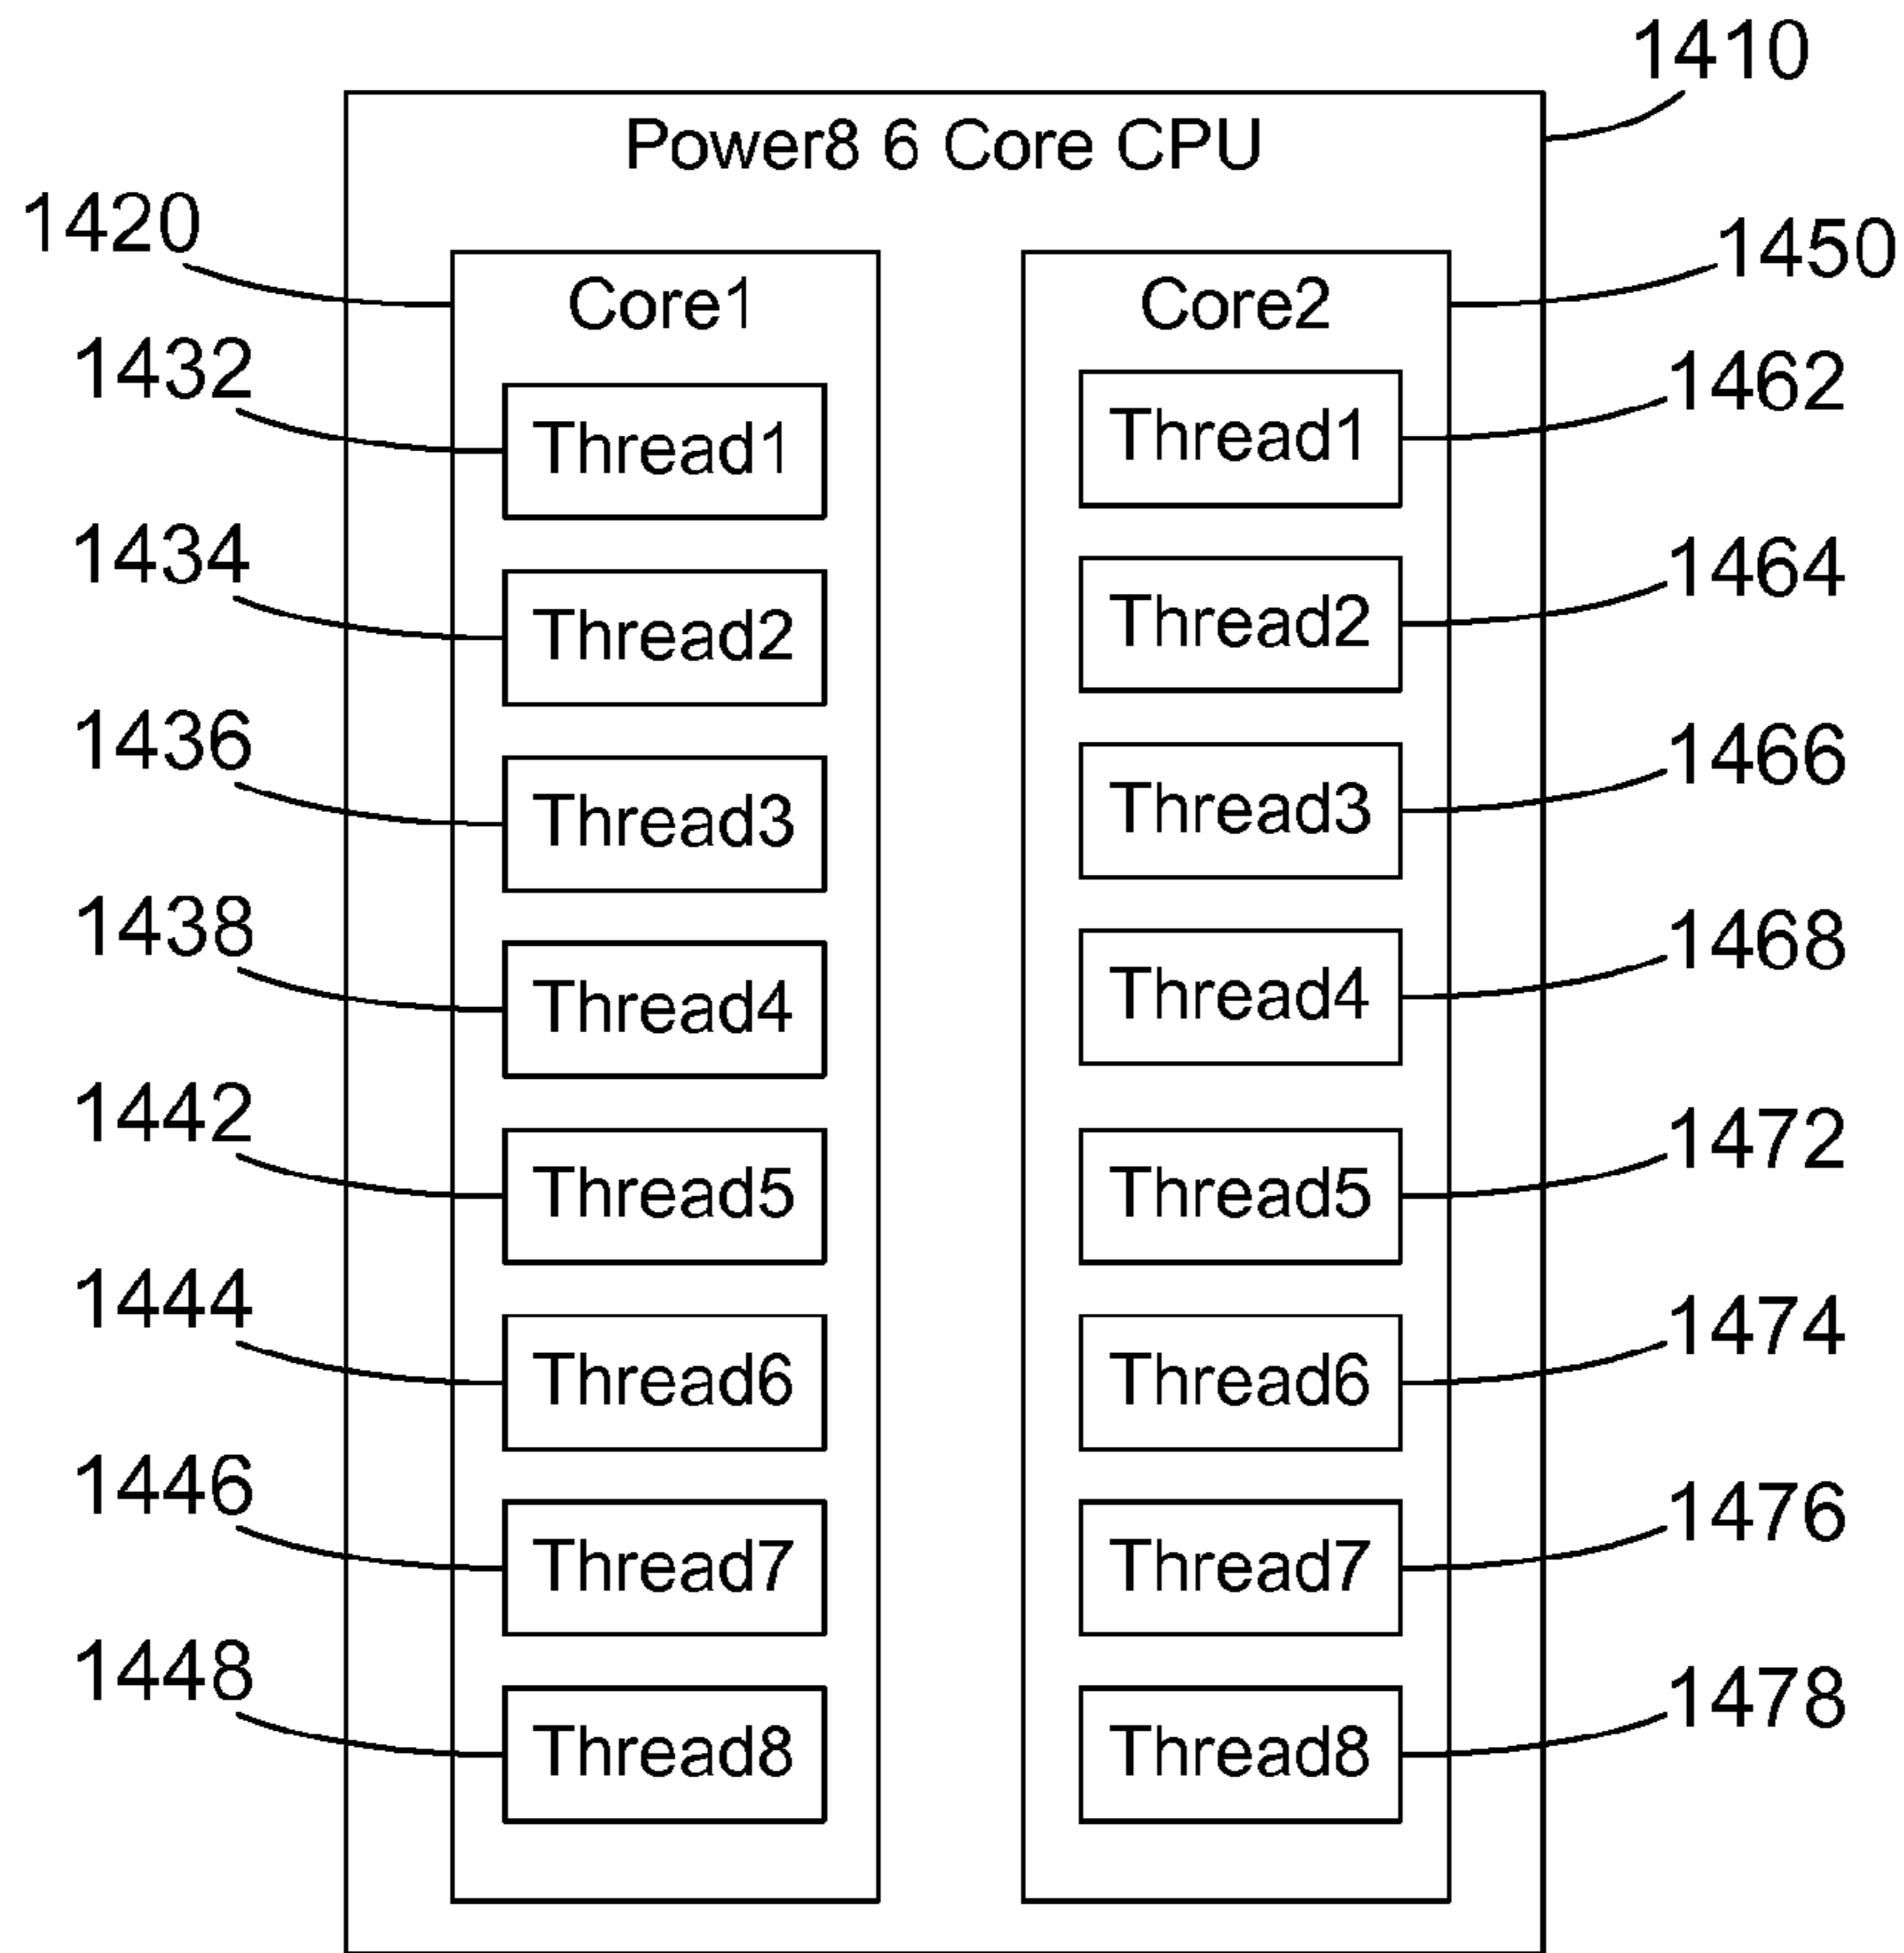 1410
Power8 6 Core CPU
1420
1450
Core1
Core2
1432
Thread1
Thread1
1462
1434
Thread2
Thread2
1464
1436
Thread3
Thread3
1466
1438
Thread4
Thread4
1468
1442
Thread5
Thread5
1472
1444
Thread6
Thread6
1474
1446
Thread7
Thread7
1476
1448
Thread8
Thread8
1478